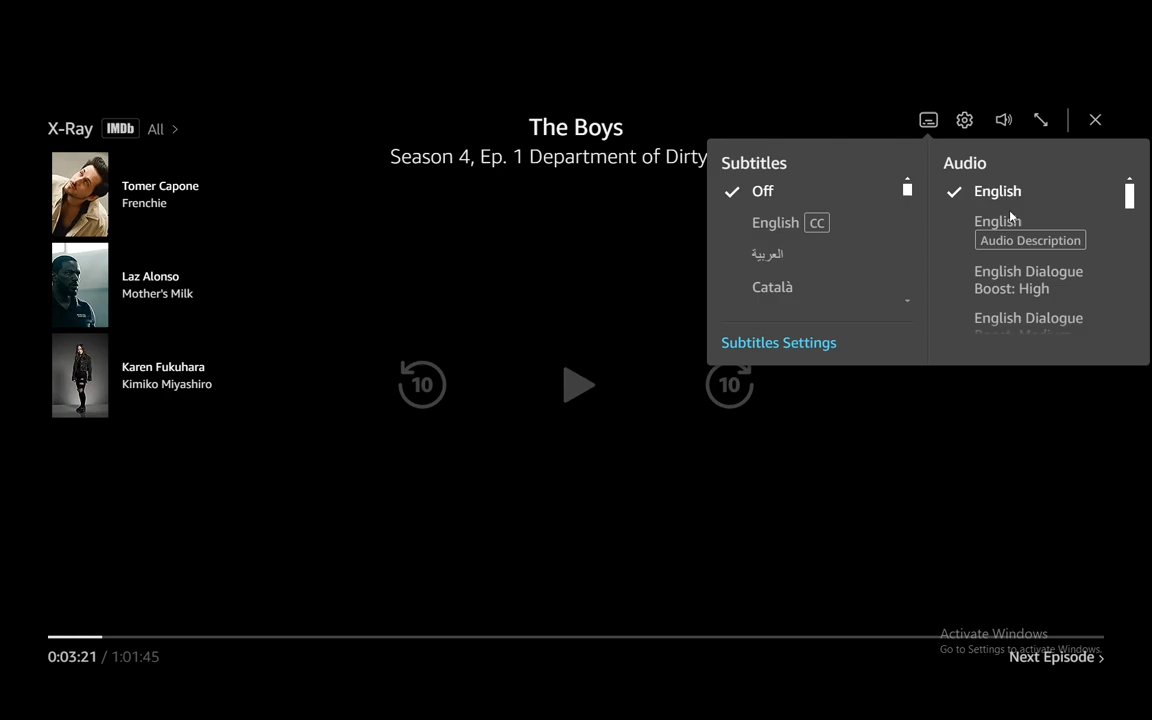 X-Ray IMDb All >
The Boys
Season 4, Ep. 1 Department of Dirty
Tomer Capone
Frenchie
Laz Alonso
Mother's Milk
Karen Fukuhara
Kimiko Miyashiro
Subtitles
Off
English CC
العربية
Català
Subtitles Settings
Audio
English
English
Audio Description
English Dialogue
Boost: High
English Dialogue
Boost: Medium
10
10
0:03:21 / 1:01:45
Activate Windows
Go to Settings to activate Windows.
Next Episode >